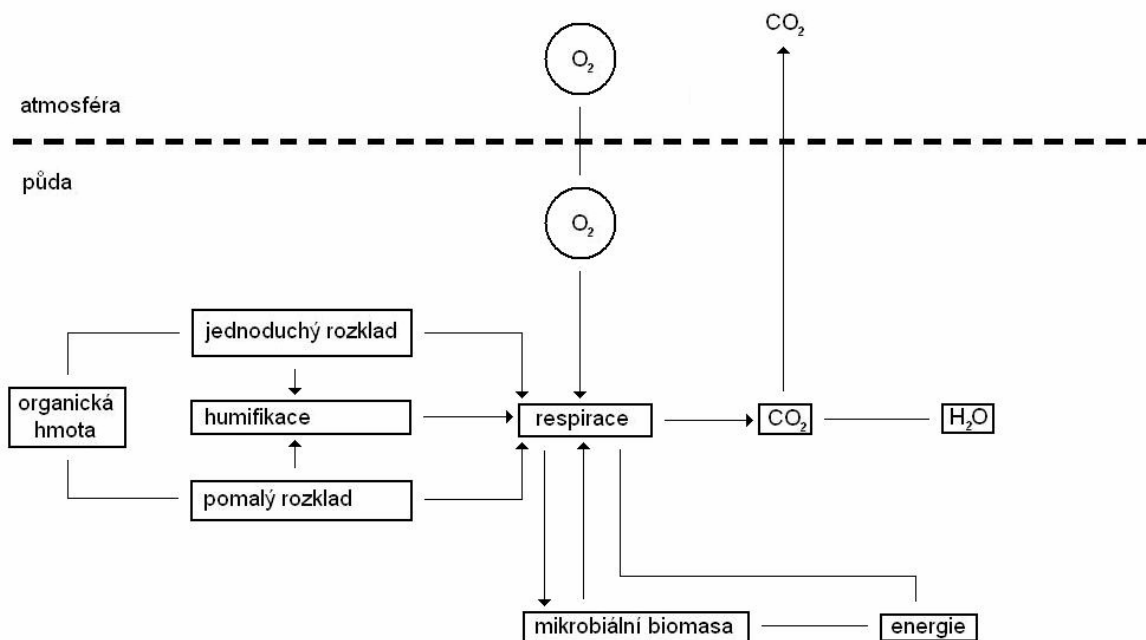 CO₂
O₂
atmosféra
půda
O₂
jednoduchý rozklad
organická
hmota
humifikace
respirace
CO₂
H₂O
pomalý rozklad
mikrobiální biomasa
energie